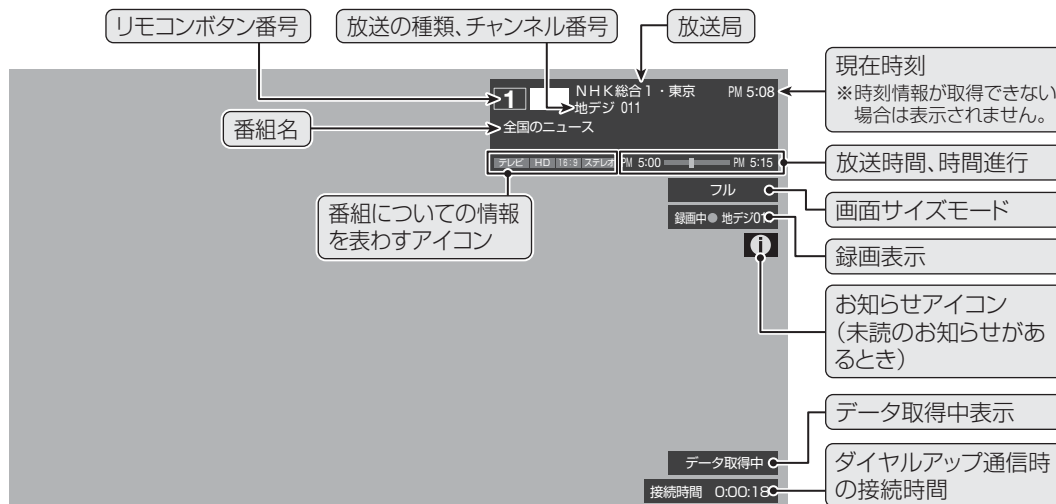 リモコンボタン番号
放送の種類、チャンネル番号
放送局
現在時刻
※時刻情報が取得できない
場合は表示されません。
1
NHK総合1・東京
PM 5:08
地デジ 011
番組名
全国のニュース
テレビ HD 16:9 ステレオ
PM 5:00
PM 5:15
放送時間、時間進行
フル
画面サイズモード
番組についての情報
を表わすアイコン
録画中● 地デジ01
録画表示
i
お知らせアイコン
（未読のお知らせがあ
るとき）
データ取得中
データ取得中表示
接続時間 0:00:18
ダイヤルアップ通信時
の接続時間